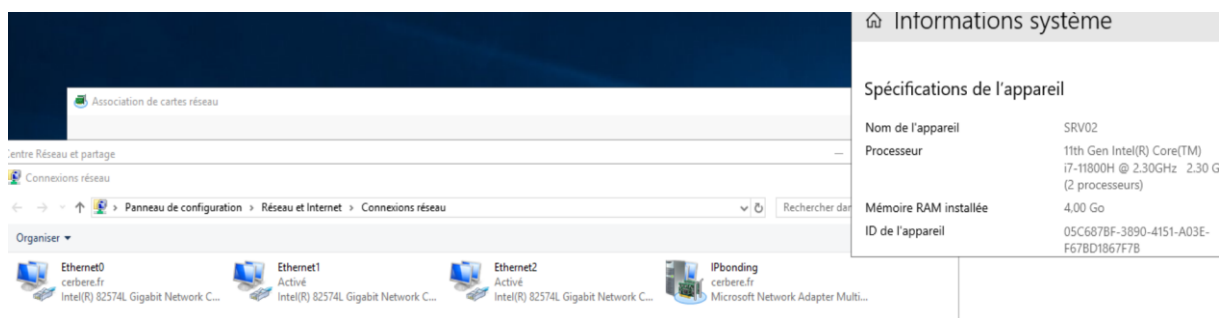 Informations système
Spécifications de l'appareil
Association de cartes réseau
Nom de l'appareil SRV02
Centre Réseau et partage
Processeur 11th Gen Intel(R) Core(TM)
i7-11800H @ 2.30GHz 2.30 G
(2 processeurs)
Connexions réseau
Panneau de configuration > Réseau et Internet > Connexions réseau
Rechercher dan
Mémoire RAM installée 4,00 Go
ID de l'appareil 05C687BF-3890-4151-A03E-
F67BD1867F7B
Organiser
Ethernet0
cerbere.fr
Intel(R) 82574L Gigabit Network C...
Ethernet1
Activé
Intel(R) 82574L Gigabit Network C...
Ethernet2
Activé
Intel(R) 82574L Gigabit Network C...
IPbonding
cerbere.fr
Microsoft Network Adapter Multi...